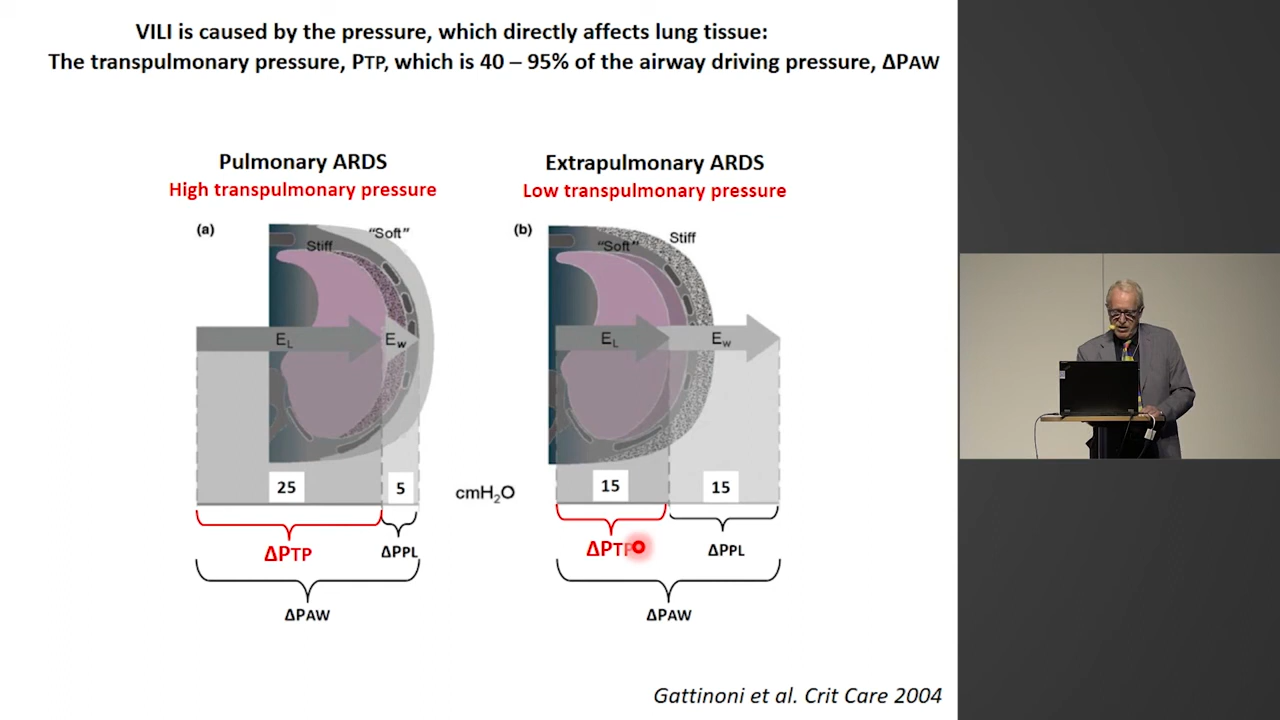 VILI is caused by the pressure, which directly affects lung tissue:
The transpulmonary pressure, PTP, which is 40 – 95% of the airway driving pressure, ΔPAW
Pulmonary ARDS
High transpulmonary pressure
Extrapulmonary ARDS
Low transpulmonary pressure
(a)
Stiff
“Soft”
(b)
“Soft”
Stiff
EL
Ew
EL
Ew
25
5
cmH2O
15
15
ΔPTP
ΔPPL
ΔPTP
ΔPPL
ΔPAW
ΔPAW
Gattinoni et al. Crit Care 2004